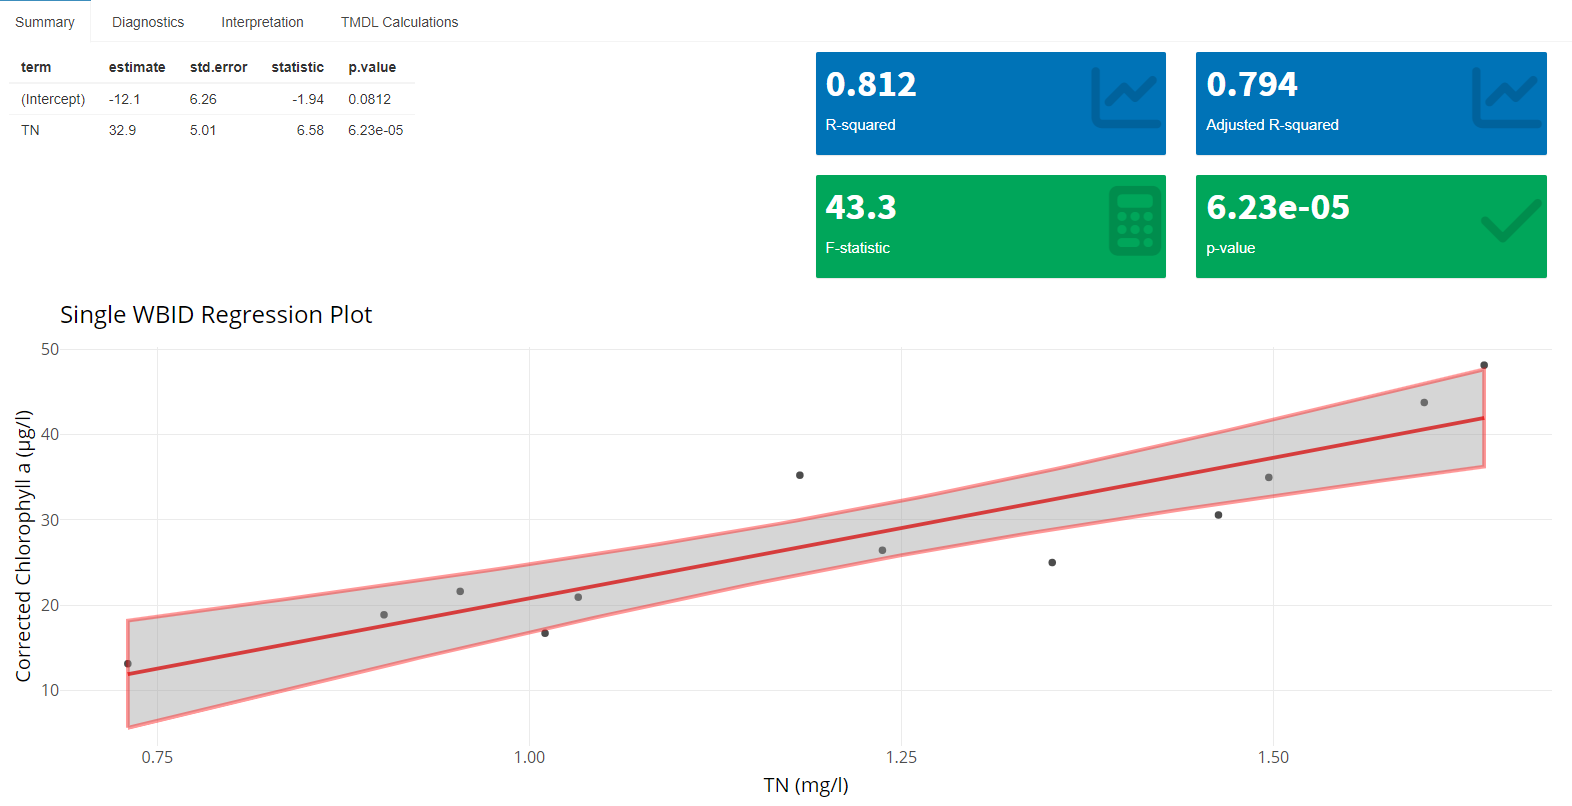 Summary Diagnostics Interpretation TMDL Calculations
term estimate std.error statistic p.value
(Intercept) -12.1 6.26 -1.94 0.0812
TN 32.9 5.01 6.58 6.23e-05
0.812
R-squared
0.794
Adjusted R-squared
43.3
F-statistic
6.23e-05
p-value
Single WBID Regression Plot
Corrected Chlorophyll a (µg/l)
50
40
30
20
10
0.75 1.00 1.25 1.50
TN (mg/l)